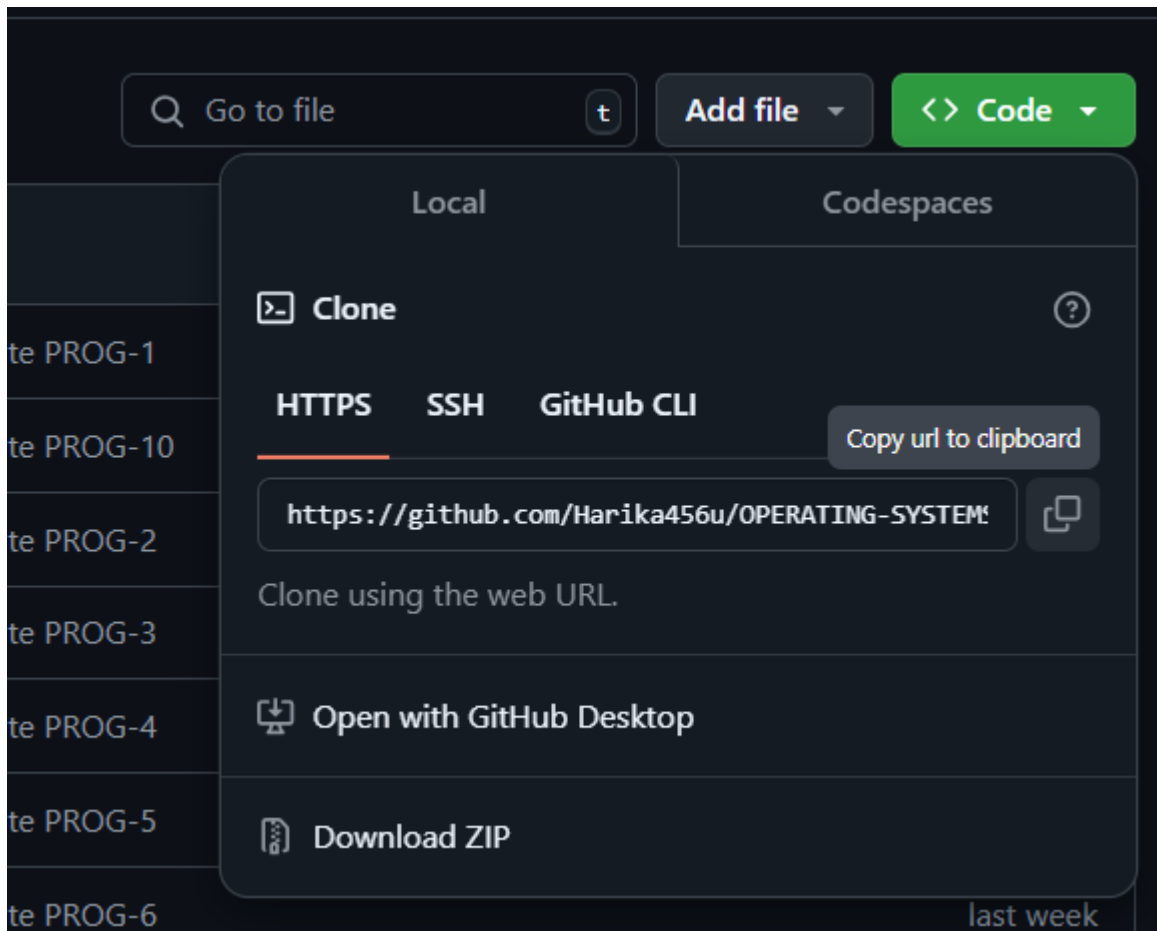 Go to file t Add file Code
Local Codespaces
Clone
te PROG-1
HTTPS SSH GitHub CLI
Copy url to clipboard
te PROG-10
https://github.com/Harika456u/OPERATING-SYSTEMS
te PROG-2
Clone using the web URL.
te PROG-3
Open with GitHub Desktop
te PROG-4
te PROG-5
Download ZIP
te PROG-6
last week